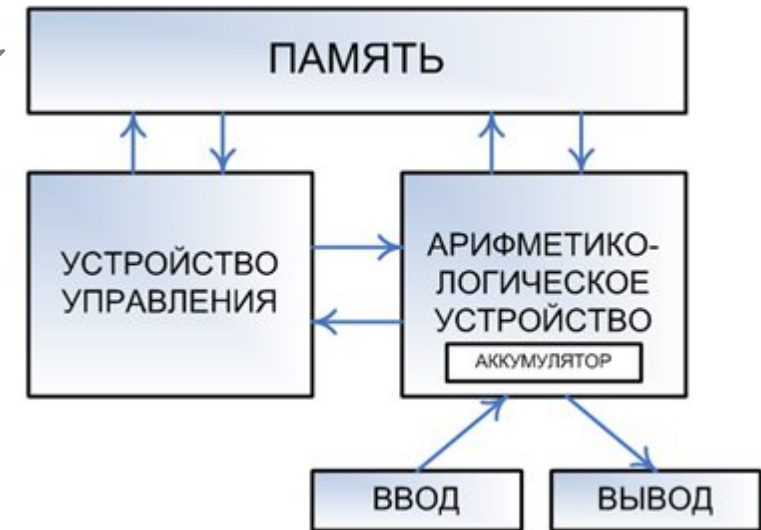 ПАМЯТЬ
УСТРОЙСТВО
УПРАВЛЕНИЯ
АРИФМЕТИКО-
ЛОГИЧЕСКОЕ
УСТРОЙСТВО
АККУМУЛЯТОР
ВВОД
ВЫВОД